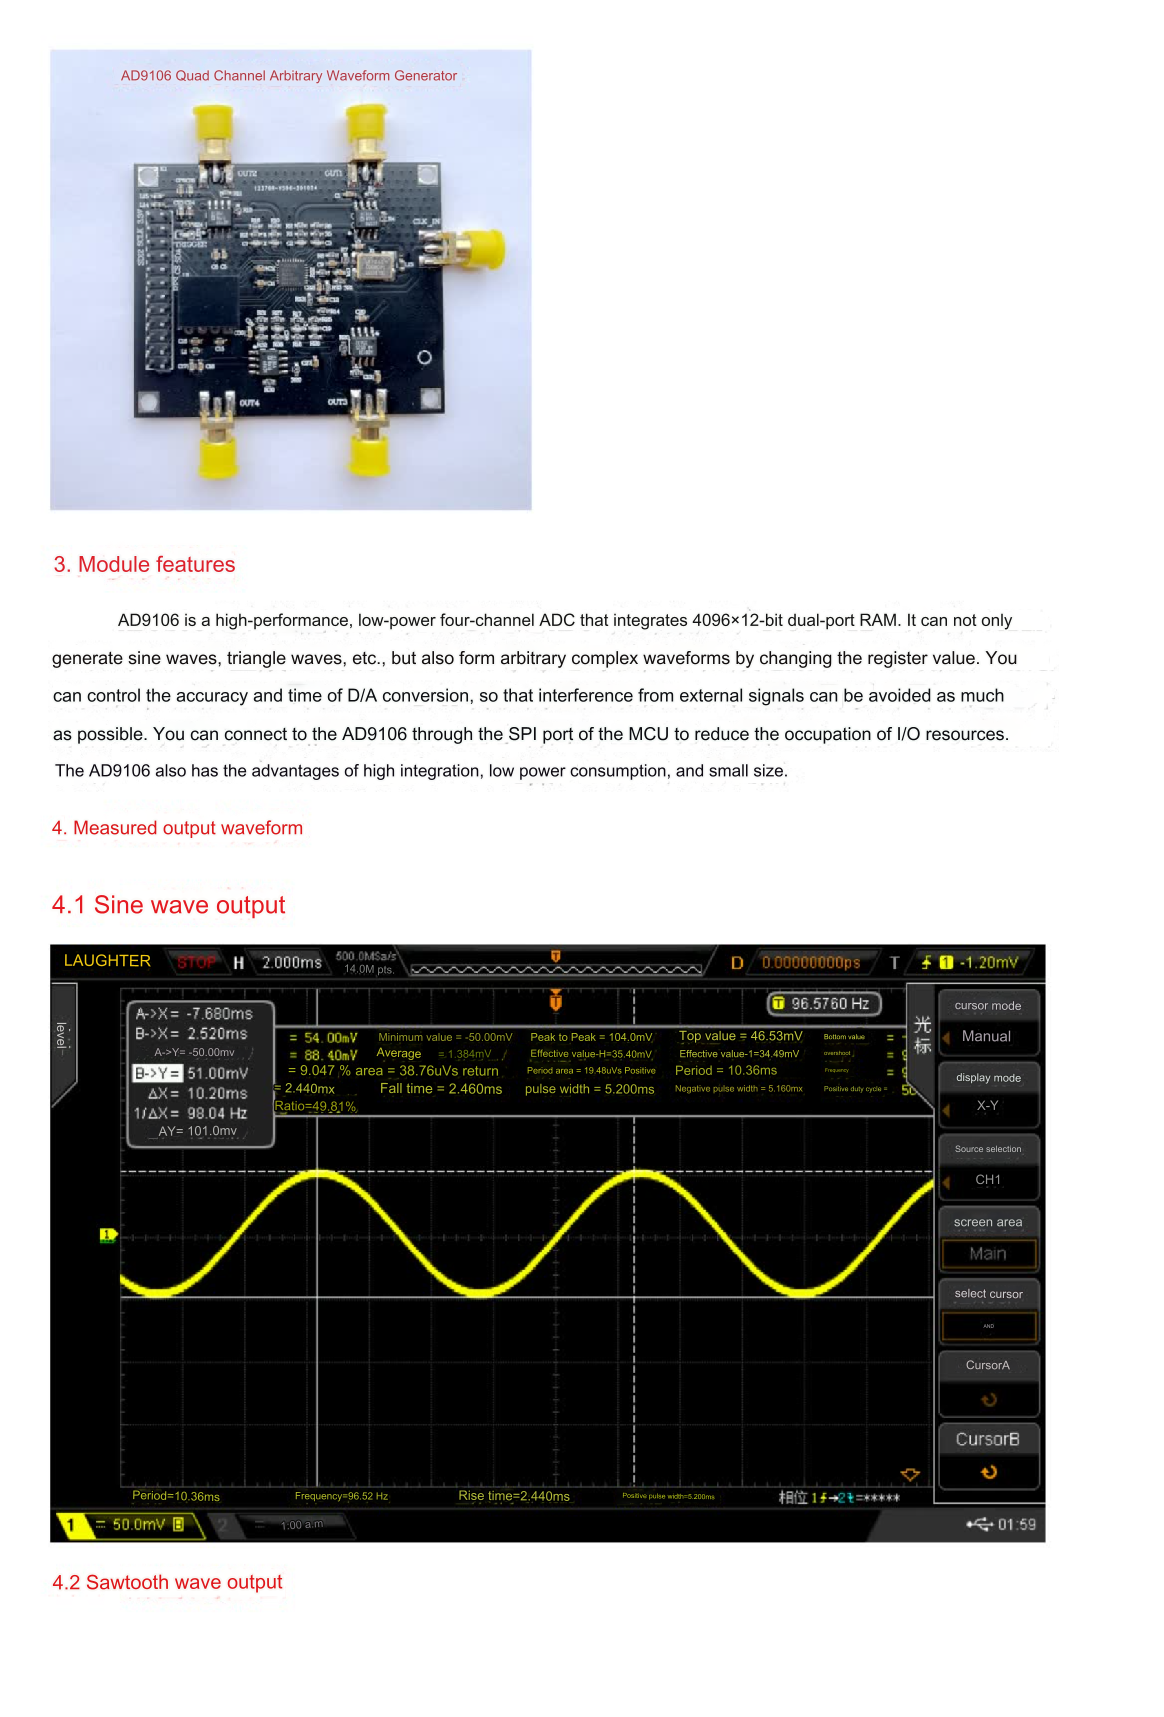 AD9106 Quad Channel Arbitrary Waveform Generator
OUT2
OUT1
CLK_IN
OUT4
OUT3
3. Module features
AD9106 is a high-performance, low-power four-channel ADC that integrates 4096×12-bit dual-port RAM. It can not only
generate sine waves, triangle waves, etc., but also form arbitrary complex waveforms by changing the register value. You
can control the accuracy and time of D/A conversion, so that interference from external signals can be avoided as much
as possible. You can connect to the AD9106 through the SPI port of the MCU to reduce the occupation of I/O resources.
The AD9106 also has the advantages of high integration, low power consumption, and small size.
4. Measured output waveform
4.1 Sine wave output
LAUGHTER STOP H 2.000ms 500.0MSa/s 14.0M pts. T D 0.00000000ps T 1 -1.20mV
level
A->X= -7.680ms
B->X= 2.520ms
A->Y= -50.00mv
B->Y= 51.00mV
ΔX= 10.20ms
1/ΔX= 98.04 Hz
AY= 101.0mv
T 96.5760 Hz
= 54.00mV Minimum value = -50.00mV Peak to Peak = 104.0mV Top value = 46.53mV Bottom value =
= 88.40mV Average = 1.384mV Effective value-H=35.40mV Effective value-1=34.49mV overshoot =
= 9.047 % area = 38.76uVs return Period area = 19.48uVs Positive Period = 10.36ms Frequency =
= 2.440mx Fall time = 2.460ms pulse width = 5.200ms Negative pulse width = 5.160mx Positive duty cycle =
Ratio=49.81%
光标
cursor mode
Manual
display mode
X-Y
Source selection
CH1
screen area
Main
select cursor
AND
CursorA
CursorB
1
Period=10.36ms Frequency=96.52 Hz Rise time=2.440ms Positive pulse width=5.200ms 相位1→2=*****
1 = 50.0mV B 2 = 1:00 a.m 01:59
4.2 Sawtooth wave output